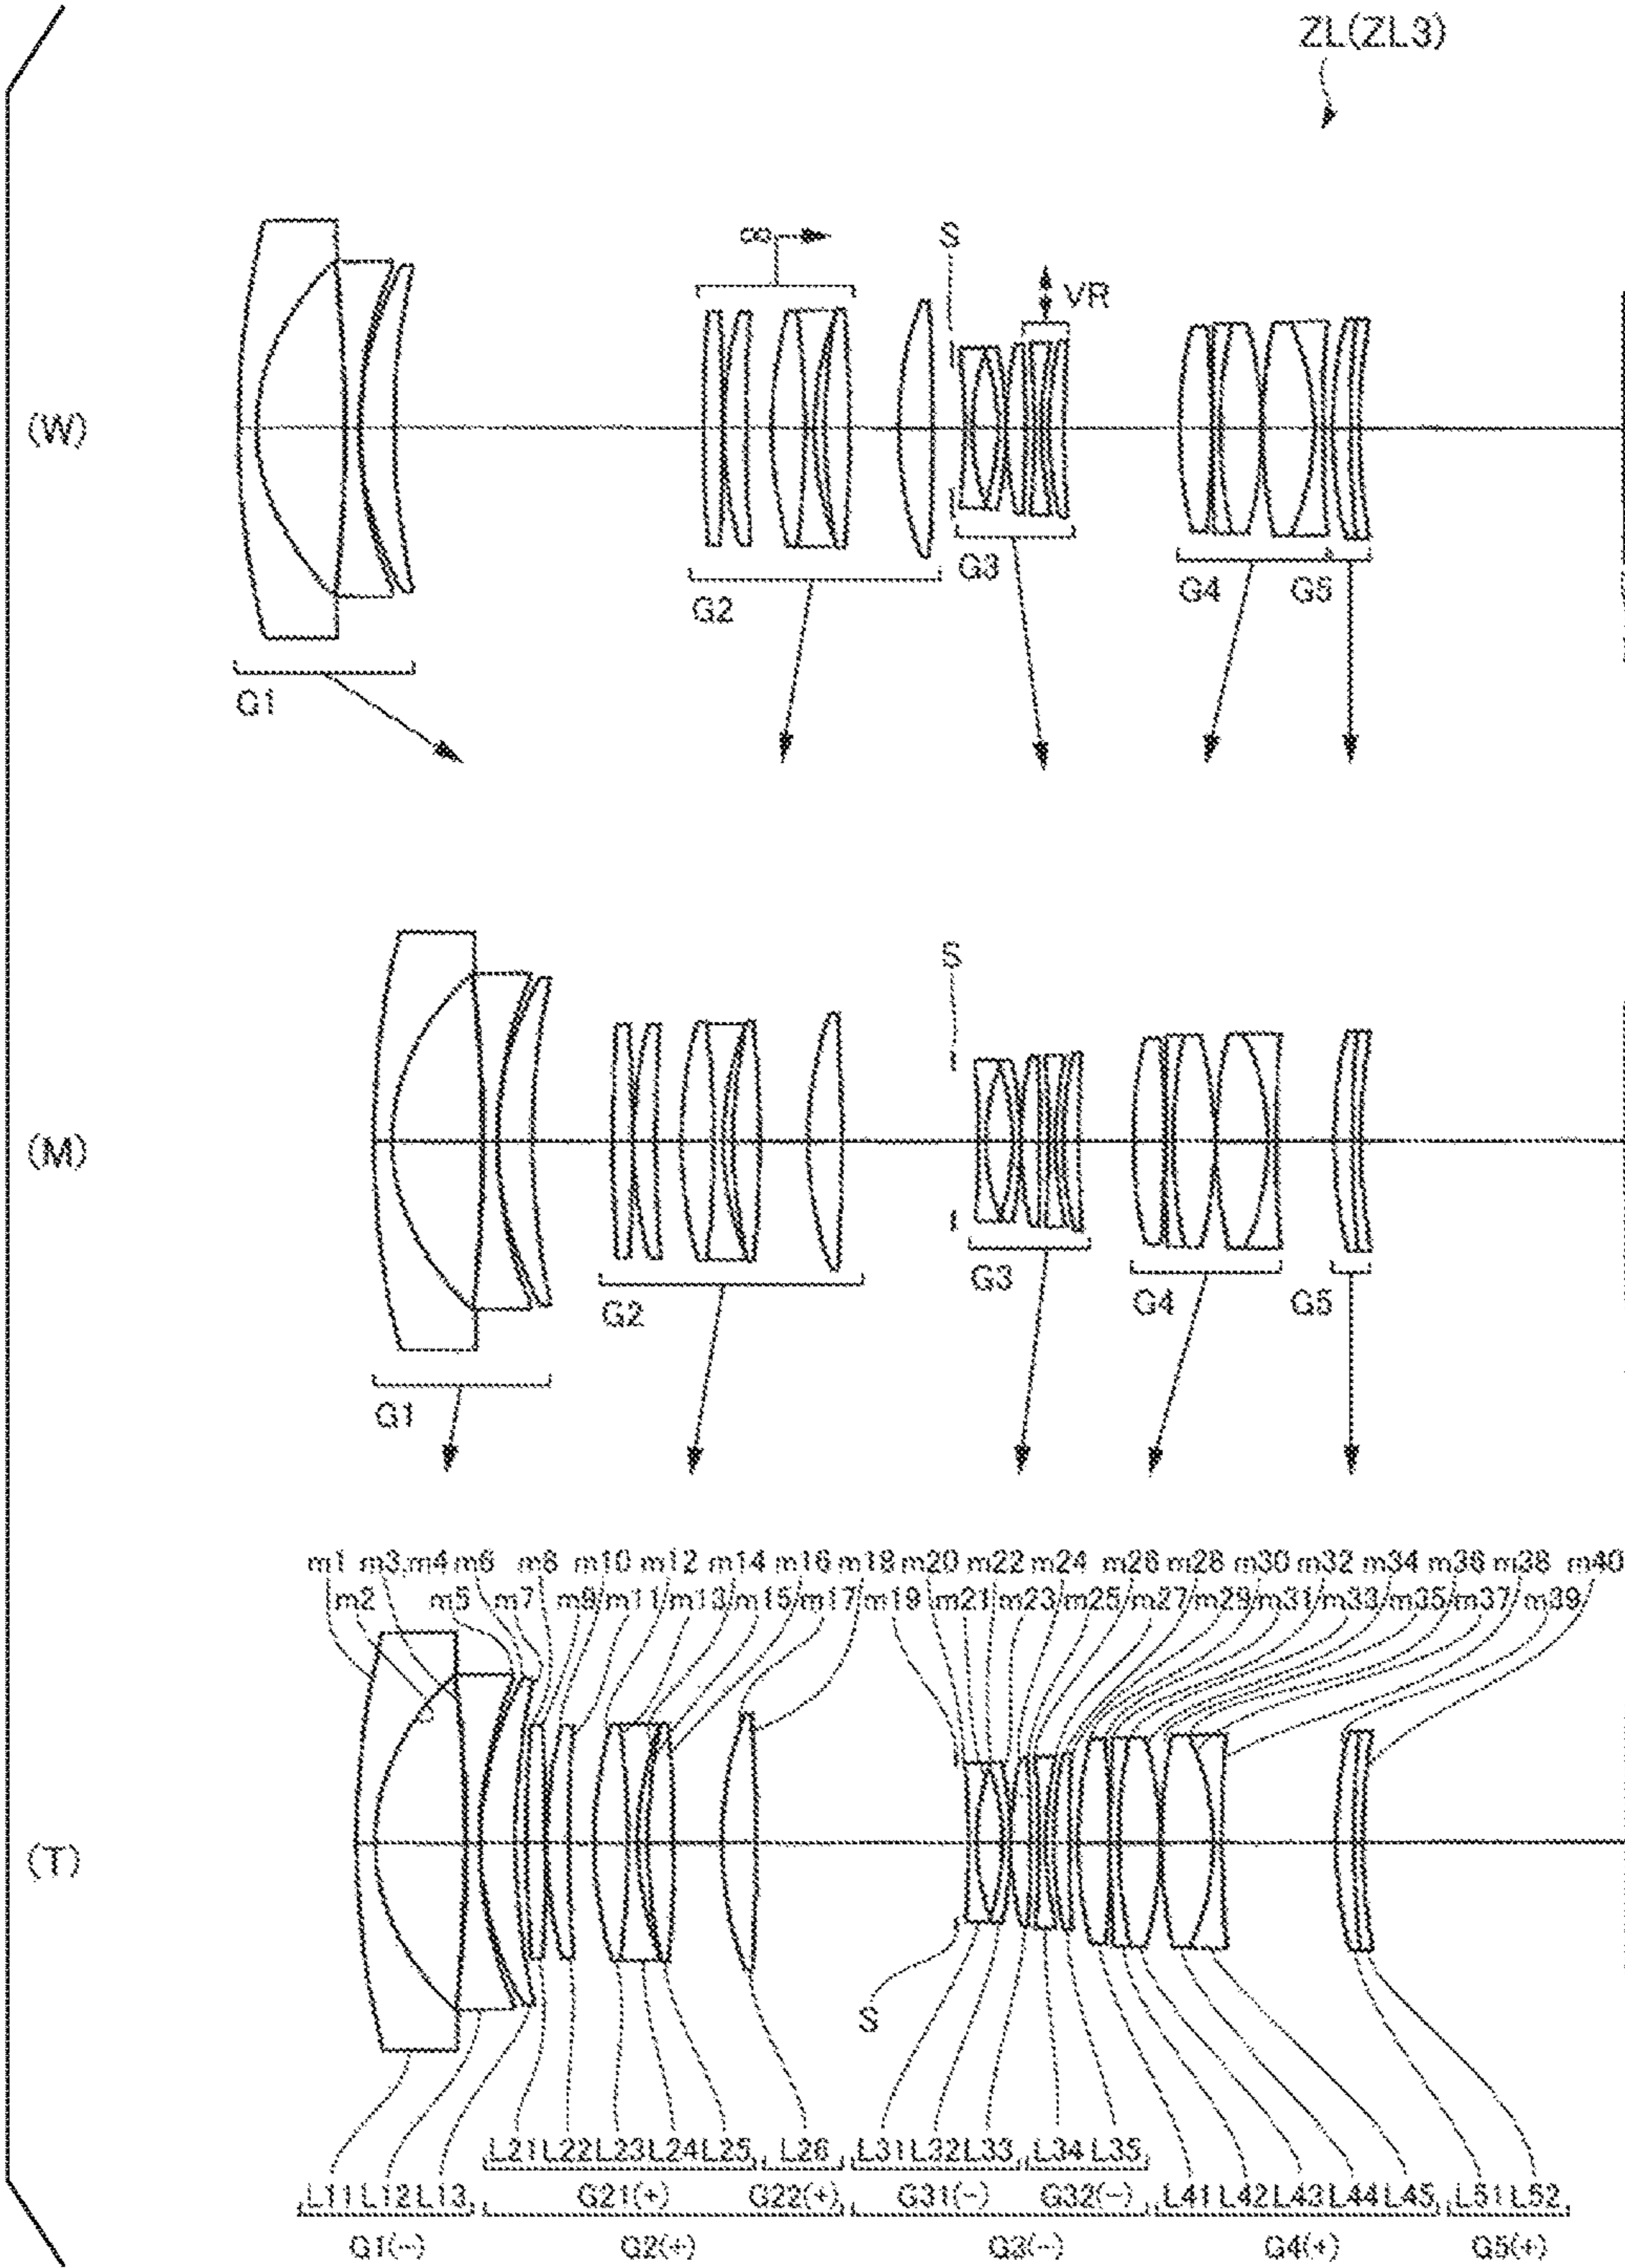 ZL(ZL3)
∞
S
VR
(W)
G3
G4
G5
G2
G1
S
(M)
G3
G4
G5
G2
G1
m1 m3 m4 m6 m8 m10 m12 m14 m16 m18 m20 m22 m24 m26 m28 m30 m32 m34 m36 m38 m40
m2 m5 m7 m9 m11 m13 m15 m17 m19 m21 m23 m25 m27 m29 m31 m33 m35 m37 m39
(T)
S
L21 L22 L23 L24 L25 L26 L31 L32 L33 L34 L35
L11 L12 L13 G21(+) G22(+) G31(−) G32(−) L41 L42 L43 L44 L45 L51 L52
G1(−) G2(+) G3(−) G4(+) G5(+)